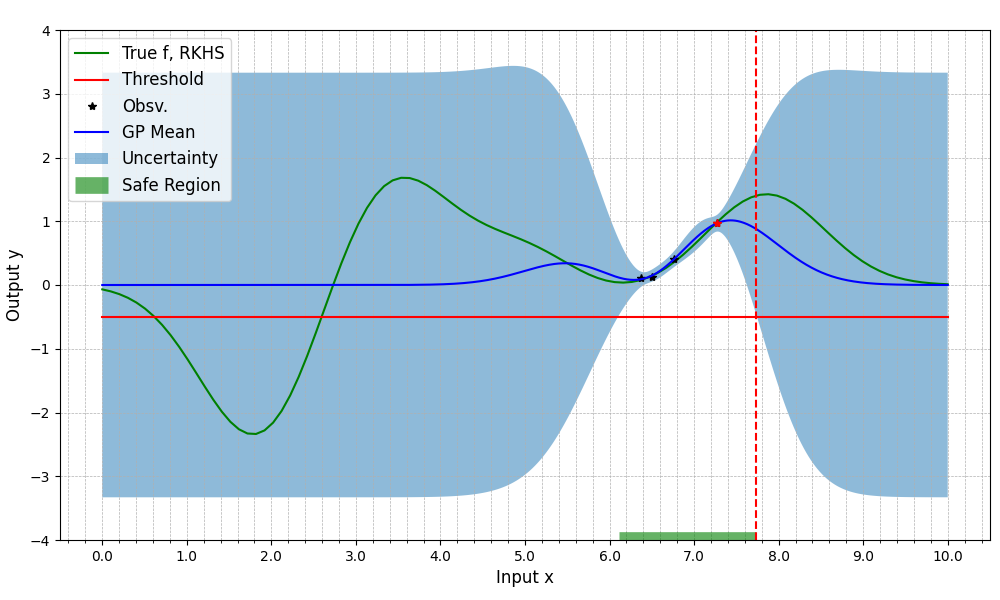 4
3
2
1
0
−1
−2
−3
−4
Output y
True f, RKHS
Threshold
Obsv.
GP Mean
Uncertainty
Safe Region
0.0 1.0 2.0 3.0 4.0 5.0 6.0 7.0 8.0 9.0 10.0
Input x